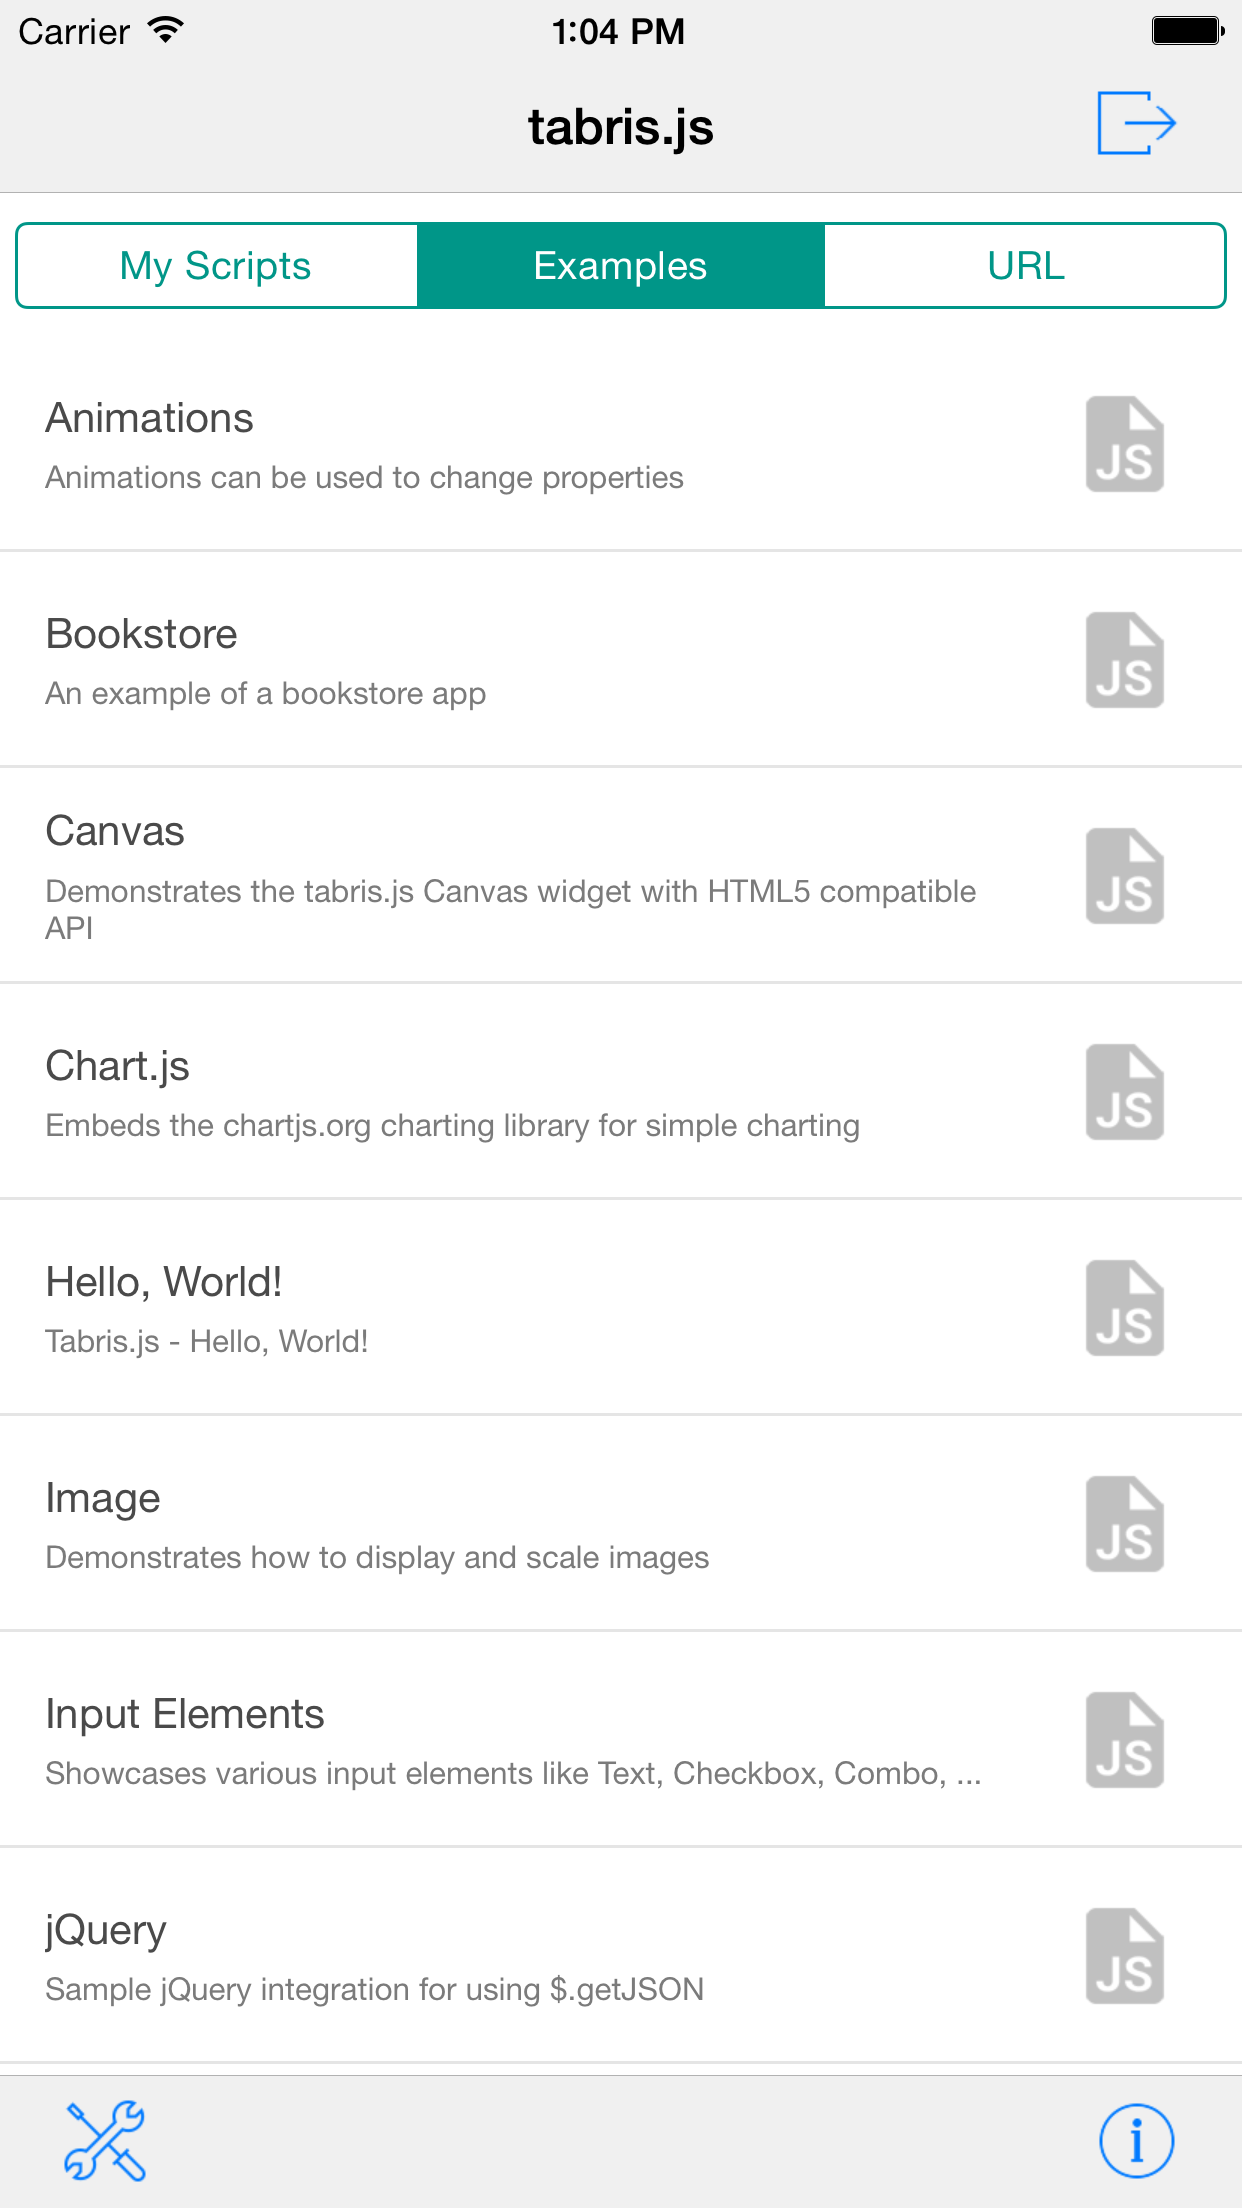 Carrier 1:04 PM
tabris.js
My Scripts Examples URL
Animations
Animations can be used to change properties
JS
Bookstore
An example of a bookstore app
JS
Canvas
Demonstrates the tabris.js Canvas widget with HTML5 compatible
API
JS
Chart.js
Embeds the chartjs.org charting library for simple charting
JS
Hello, World!
Tabris.js - Hello, World!
JS
Image
Demonstrates how to display and scale images
JS
Input Elements
Showcases various input elements like Text, Checkbox, Combo, ...
JS
jQuery
Sample jQuery integration for using $.getJSON
JS
i